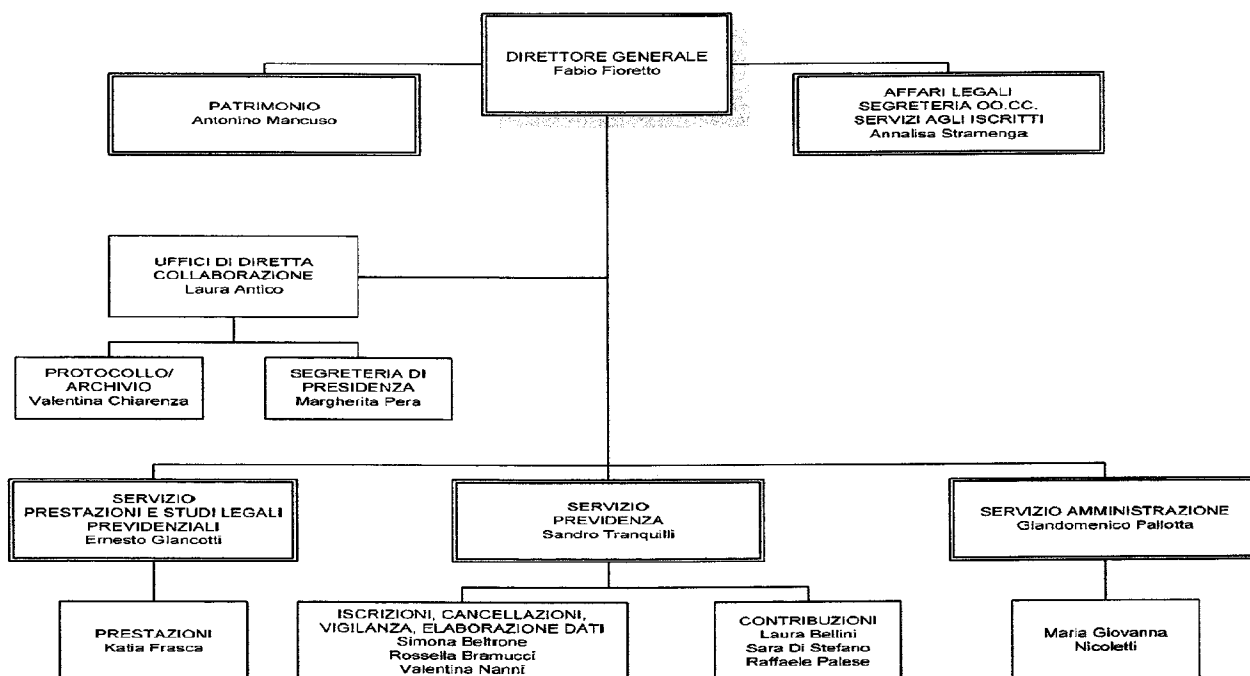 DIRETTORE GENERALE
Fabio Fioretto
PATRIMONIO
Antonino Mancuso
AFFARI LEGALI
SEGRETERIA OO.CC.
SERVIZI AGLI ISCRITTI
Annalisa Stramenga
UFFICI DI DIRETTA
COLLABORAZIONE
Laura Antico
PROTOCOLLO/
ARCHIVIO
Valentina Chiarenza
SEGRETERIA DI
PRESIDENZA
Margherita Pera
SERVIZIO
PRESTAZIONI E STUDI LEGALI
PREVIDENZIALI
Ernesto Giancotti
SERVIZIO
PREVIDENZA
Sandro Tranquilli
SERVIZIO AMMINISTRAZIONE
Giandomenico Pallotta
PRESTAZIONI
Katia Frasca
ISCRIZIONI, CANCELLAZIONI,
VIGILANZA, ELABORAZIONE DATI
Simona Beltrone
Rossella Bramucci
Valentina Nanni
CONTRIBUZIONI
Laura Bellini
Sara Di Stefano
Raffaele Palese
Maria Giovanna
Nicoletti